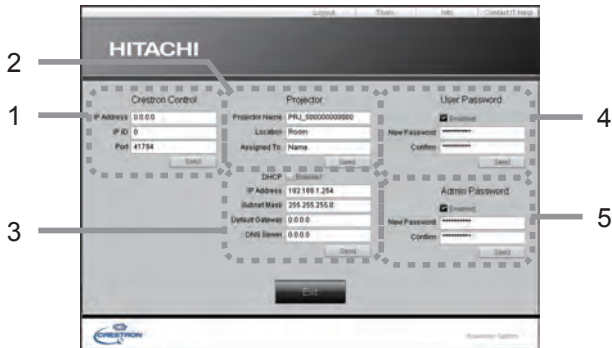 Logout Tools Info Contact IT Help
HITACHI
2
1
4
3
5
Crestron Control
IP Address 0.0.0.0
IP ID 0
Port 41794
Send
Projector
Projector Name PRJ_S00000000000
Location Room
Assigned To Name
Send
DHCP Enabled
IP Address 192.168.1.254
Subnet Mask 255.255.255.0
Default Gateway 0.0.0.0
DNS Server 0.0.0.0
Send
User Password
Enabled
New Password **********
Confirm **********
Send
Admin Password
Enabled
New Password **********
Confirm **********
Send
Exit
CRESTRON